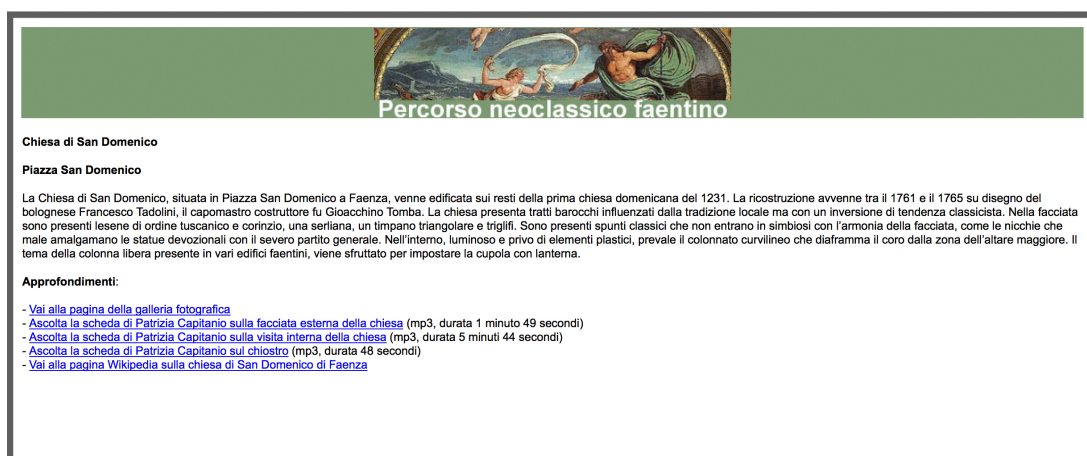 Percorso neoclassico faentino
Chiesa di San Domenico
Piazza San Domenico
La Chiesa di San Domenico, situata in Piazza San Domenico a Faenza, venne edificata sui resti della prima chiesa domenicana del 1231. La ricostruzione avvenne tra il 1761 e il 1765 su disegno del
bolognese Francesco Tadolini, il capomastro costruttore fu Gioacchino Tomba. La chiesa presenta tratti barocchi influenzati dalla tradizione locale ma con un inversione di tendenza classicista. Nella facciata
sono presenti lesene di ordine tuscanico e corinzio, una serliana, un timpano triangolare e triglifi. Sono presenti spunti classici che non entrano in simbiosi con l'armonia della facciata, come le nicchie che
male amalgamano le statue devozionali con il severo partito generale. Nell'interno, luminoso e privo di elementi plastici, prevale il colonnato curvilineo che diaframma il coro dalla zona dell'altare maggiore. Il
tema della colonna libera presente in vari edifici faentini, viene sfruttato per impostare la cupola con lanterna.
Approfondimenti:
- Vai alla pagina della galleria fotografica
- Ascolta la scheda di Patrizia Capitanio sulla facciata esterna della chiesa (mp3, durata 1 minuto 49 secondi)
- Ascolta la scheda di Patrizia Capitanio sulla visita interna della chiesa (mp3, durata 5 minuti 44 secondi)
- Ascolta la scheda di Patrizia Capitanio sul chiostro (mp3, durata 48 secondi)
- Vai alla pagina Wikipedia sulla chiesa di San Domenico di Faenza